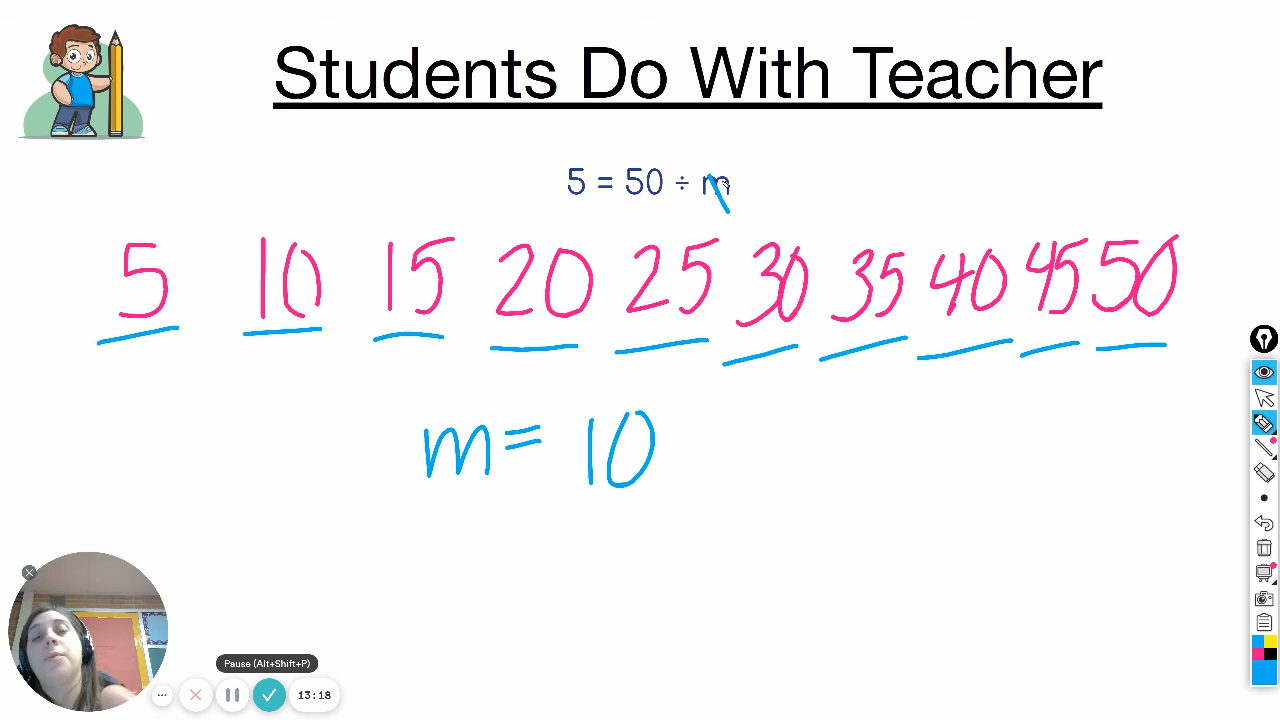 Students Do With Teacher
5 = 50 ÷ m
5 10 15 20 25 30 35 40 45 50
m = 10
Pause (Alt+Shift+P)
13:18